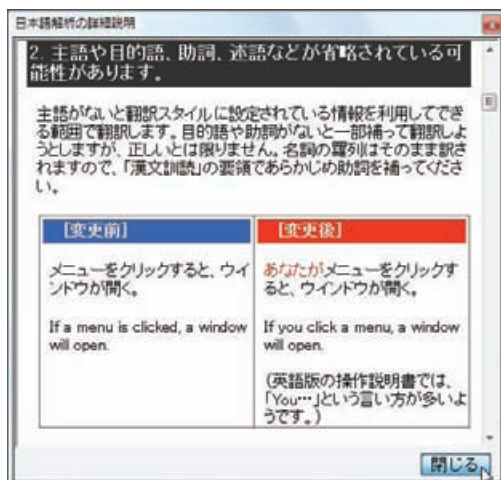 日本語解析の詳細説明
2. 主語や目的語、助詞、述語などが省略されている可
能性があります。
主語がないと翻訳スタイルに設定されている情報を利用してでき
る範囲で翻訳します。目的語や助詞がないと一部補って翻訳しよ
うとしますが、正しいとは限りません。名詞の羅列はそのまま訳さ
れますので、「漢文訓読」の要領であらかじめ助詞を補ってくださ
い。
［変更前］
メニューをクリックすると、ウイ
ンドウが開く。
If a menu is clicked, a window
will open.
［変更後］
あなたがメニューをクリックす
ると、ウインドウが開く。
If you click a menu, a window
will open.
(英語版の操作説明書では、
「You…」という言い方が多いよ
うです。)
閉じる